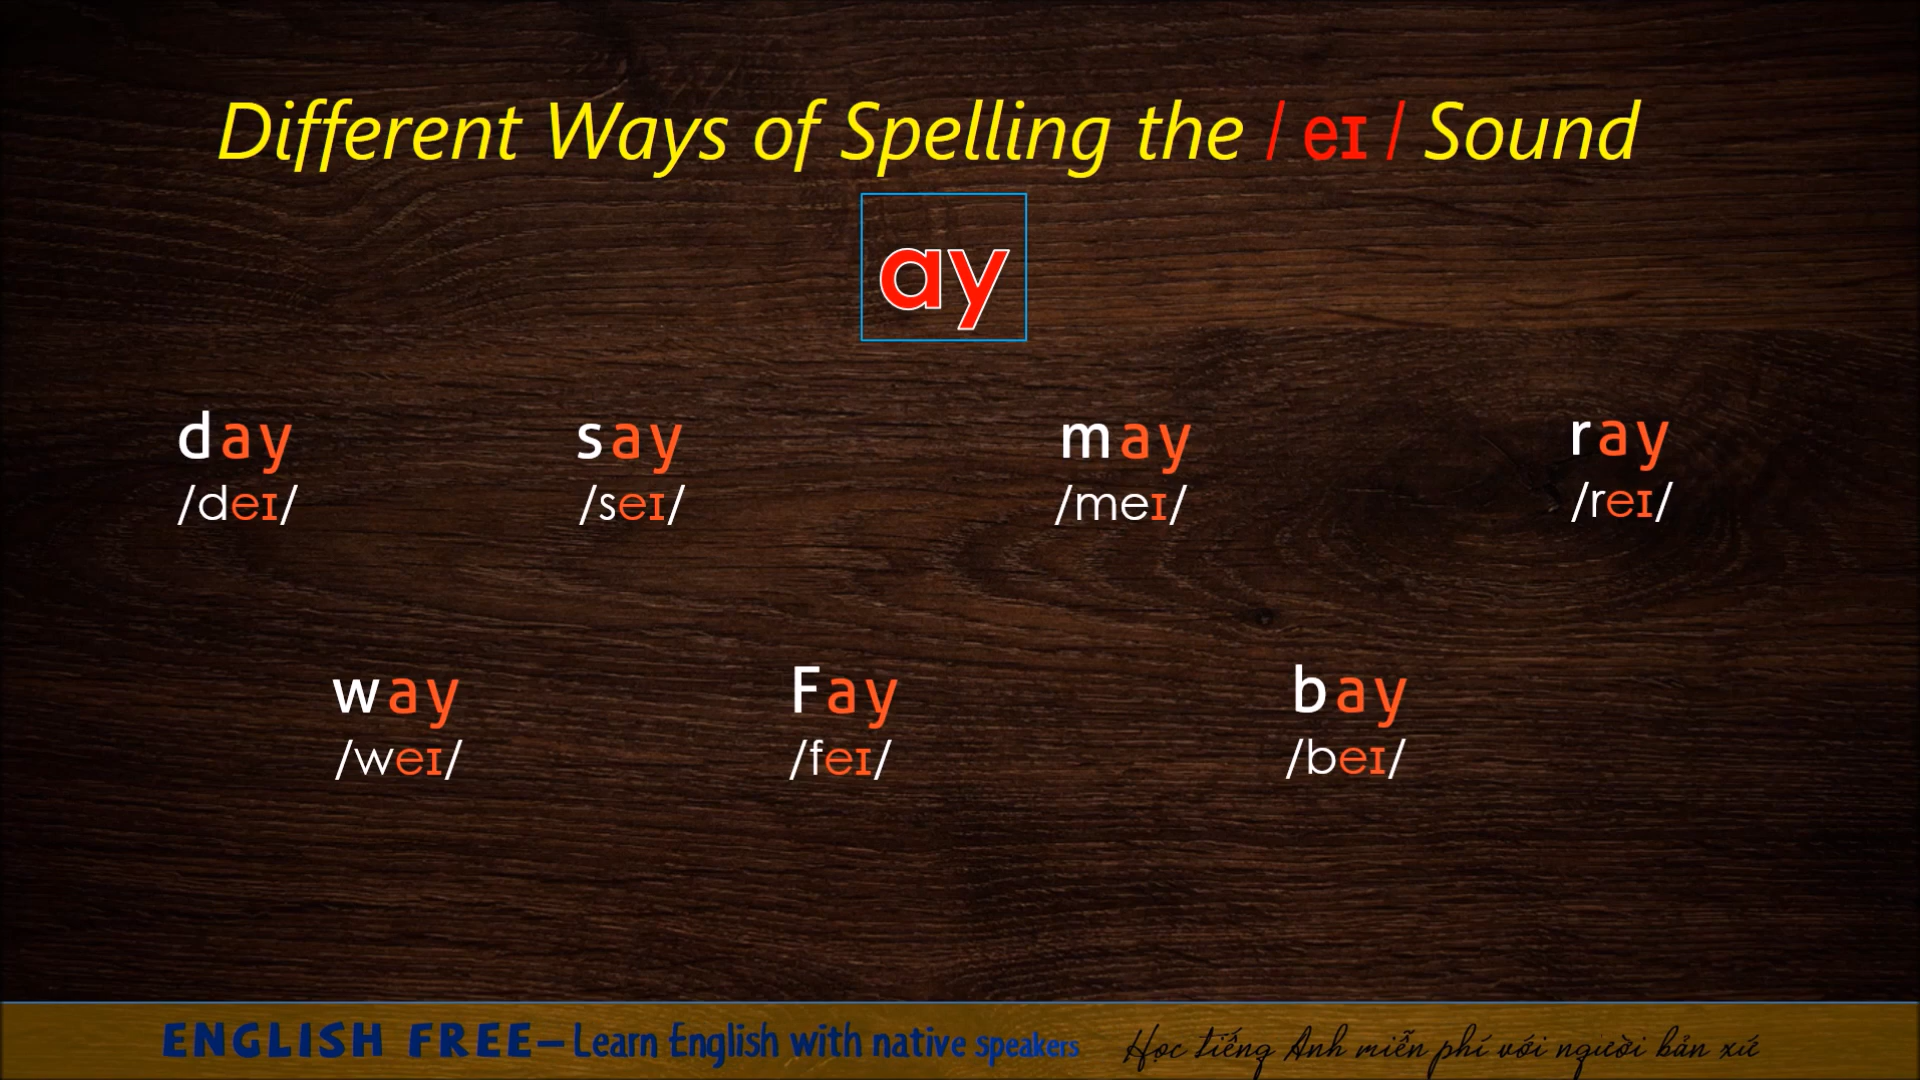 Different Ways of Spelling the / eɪ / Sound
ay
day say may ray
/deɪ/ /seɪ/ /meɪ/ /reɪ/
way Fay bay
/weɪ/ /feɪ/ /beɪ/
ENGLISH FREE– Learn English with native speakers Học tiếng Anh miễn phí với người bản xứ